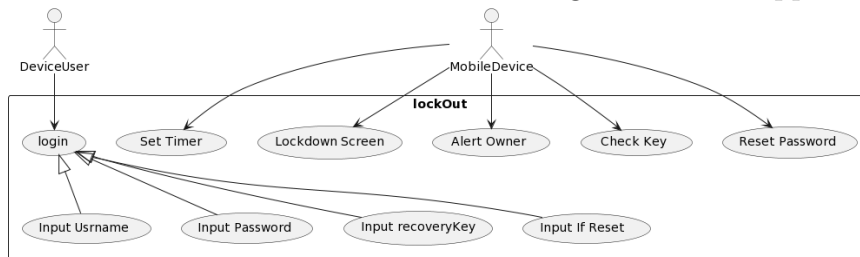 DeviceUser
MobileDevice
lockOut
login
Set Timer
Lockdown Screen
Alert Owner
Check Key
Reset Password
Input Usrname
Input Password
Input recoveryKey
Input If Reset